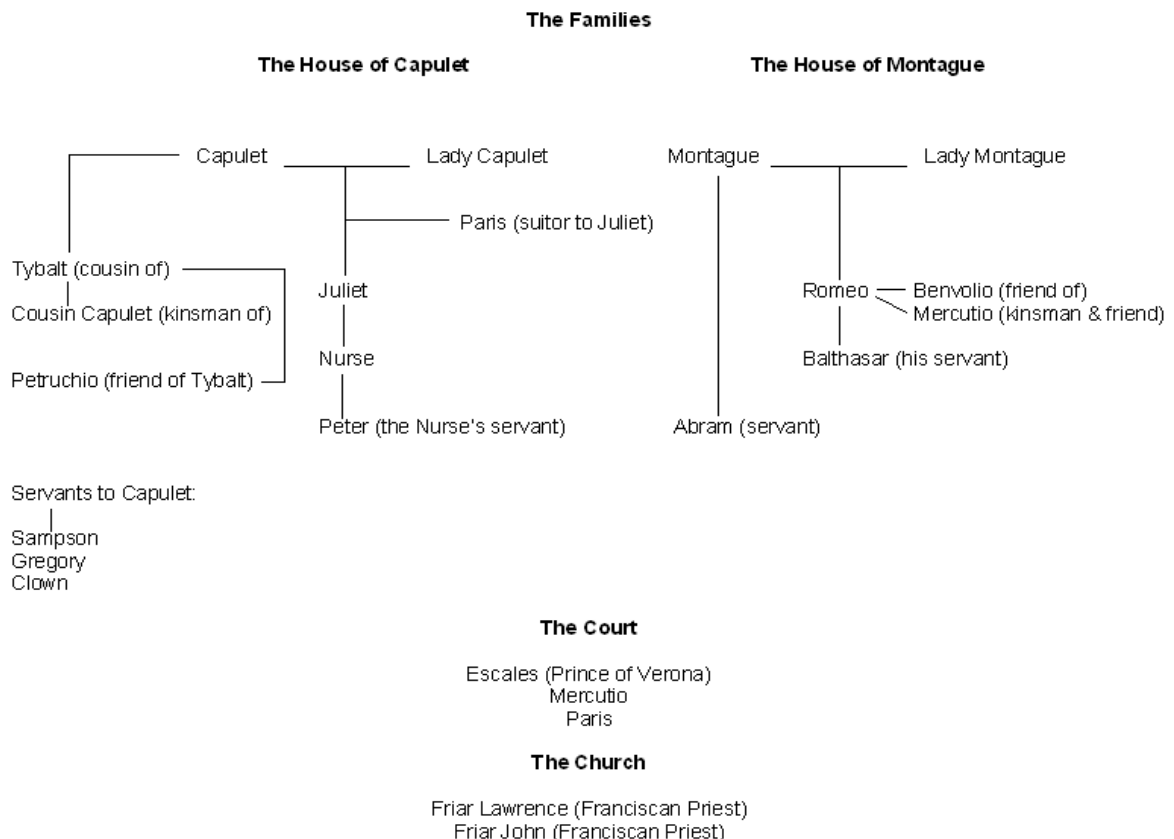 The Families
The House of Capulet
The House of Montague
Capulet
Lady Capulet
Montague
Lady Montague
Paris (suitor to Juliet)
Tybalt (cousin of)
Cousin Capulet (kinsman of)
Juliet
Romeo
Benvolio (friend of)
Mercutio (kinsman & friend)
Nurse
Balthasar (his servant)
Petruchio (friend of Tybalt)
Peter (the Nurse's servant)
Abram (servant)
Servants to Capulet:
Sampson
Gregory
Clown
The Court
Escales (Prince of Verona)
Mercutio
Paris
The Church
Friar Lawrence (Franciscan Priest)
Friar John (Franciscan Priest)